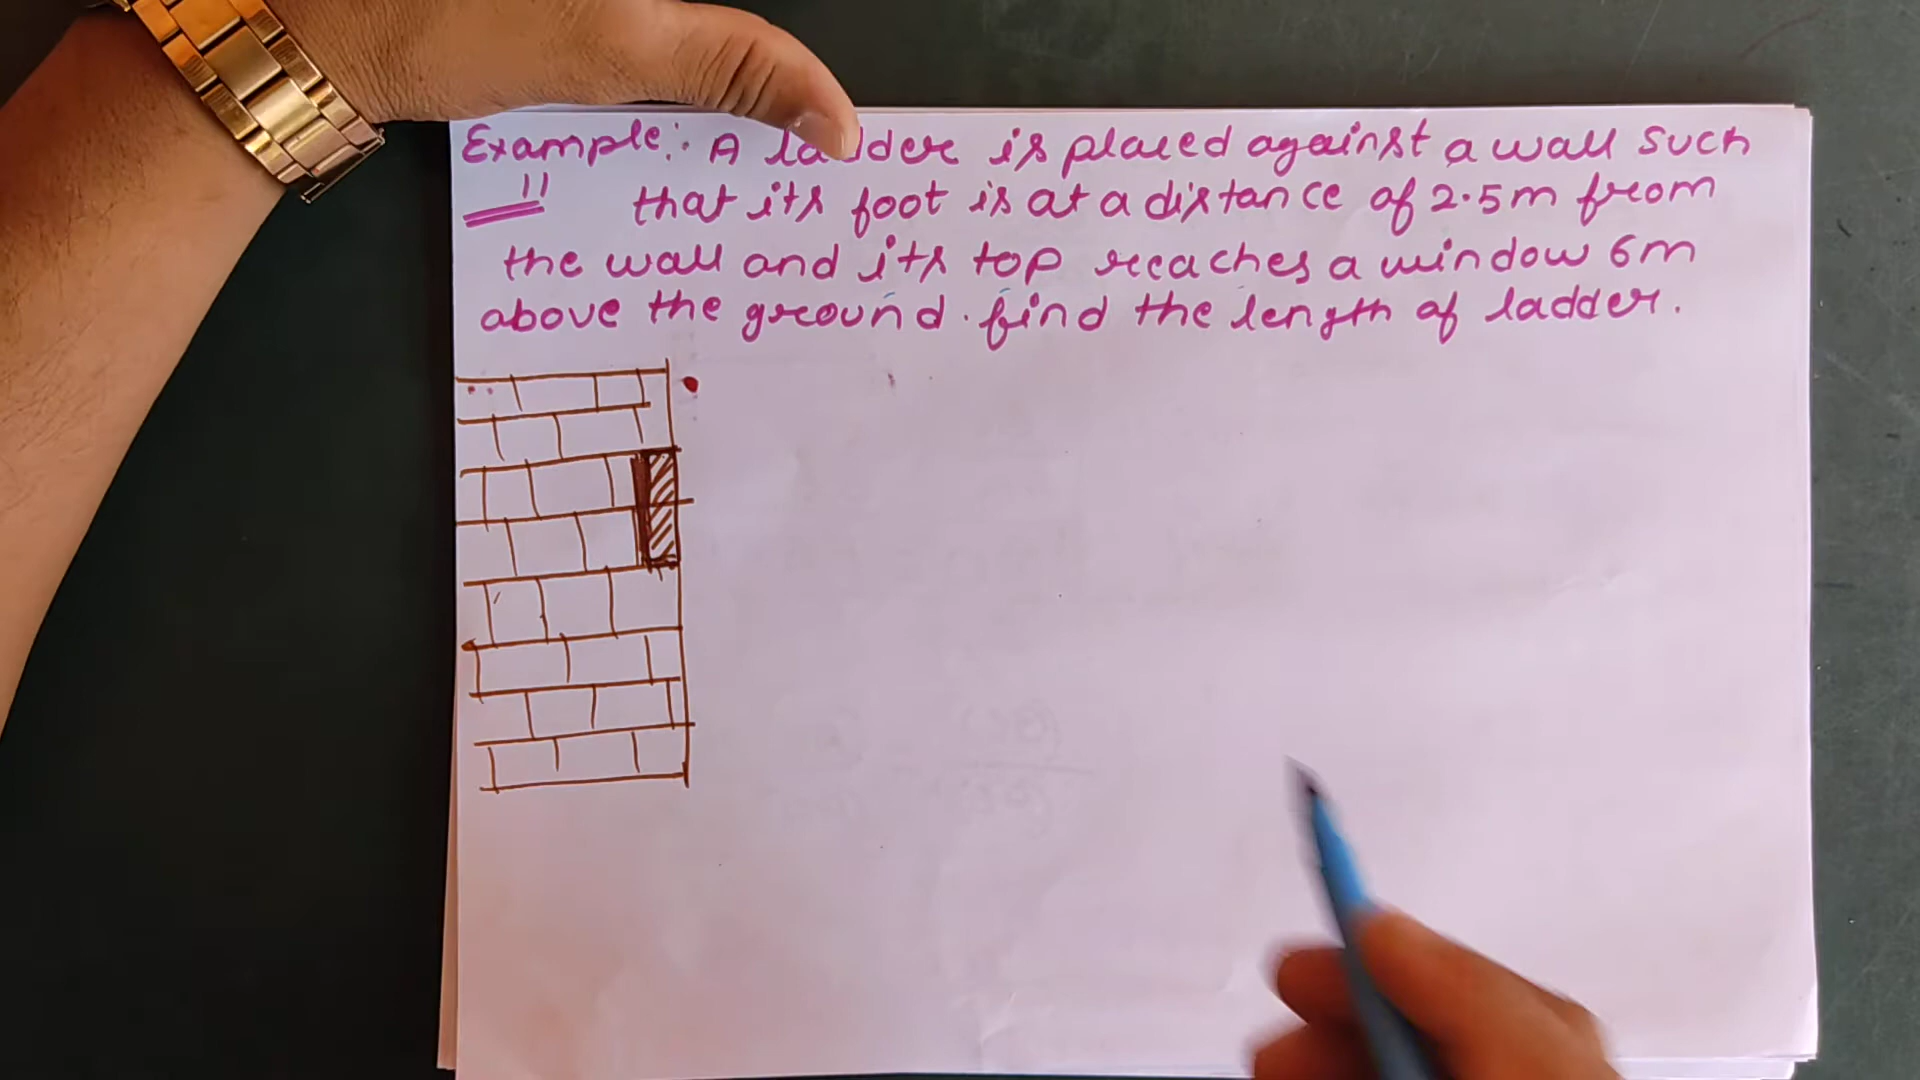 Example: A ladder is placed against a wall such
11 that its foot is at a distance of 2.5m from
the wall and its top reaches a window 6m
above the ground. find the length of ladder.